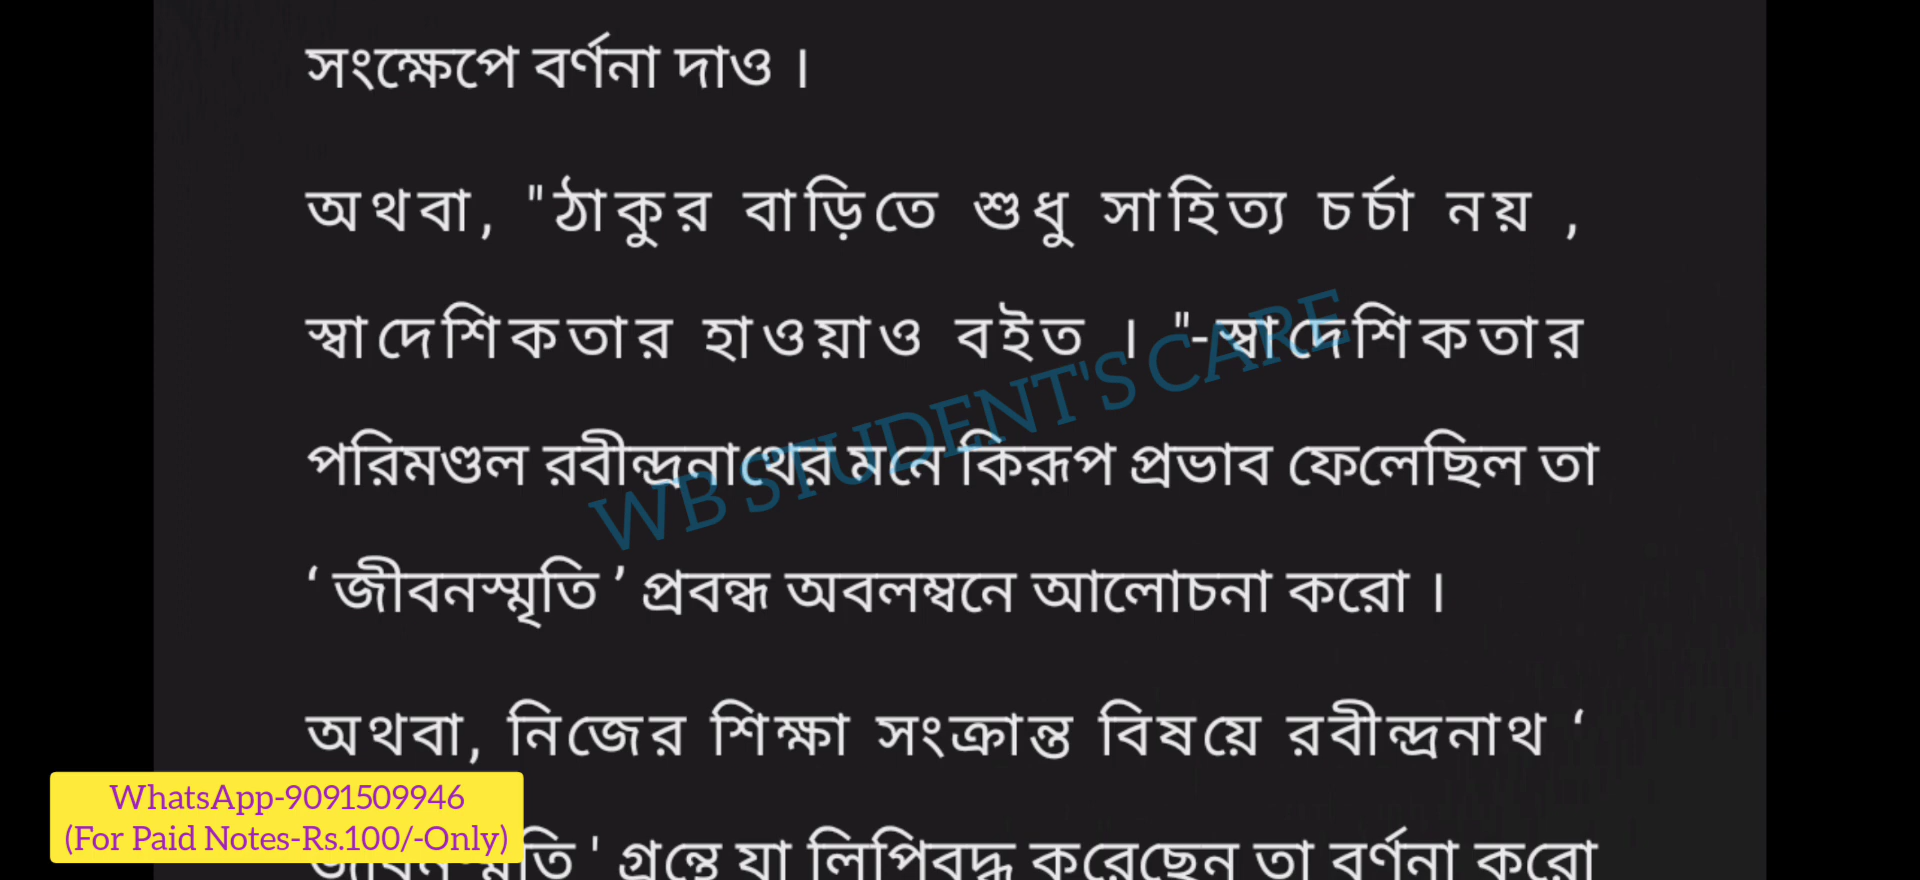 সংক্ষেপে বর্ণনা দাও ।
অথবা, "ঠাকুর বাড়িতে শুধু সাহিত্য চর্চা নয় ,
স্বাদেশিকতার হাওয়াও বইত । "-স্বাদেশিকতার
পরিমণ্ডল রবীন্দ্রনাথের মনে কিরূপ প্রভাব ফেলেছিল তা
‘ জীবনস্মৃতি ’ প্রবন্ধ অবলম্বনে আলোচনা করো ।
অথবা, নিজের শিক্ষা সংক্রান্ত বিষয়ে রবীন্দ্রনাথ ‘
' গ্রন্থে যা লিপিবদ্ধ করেছেন তা বর্ণনা করো
WB STUDENT'S CARE
WhatsApp-9091509946
(For Paid Notes-Rs.100/-Only)